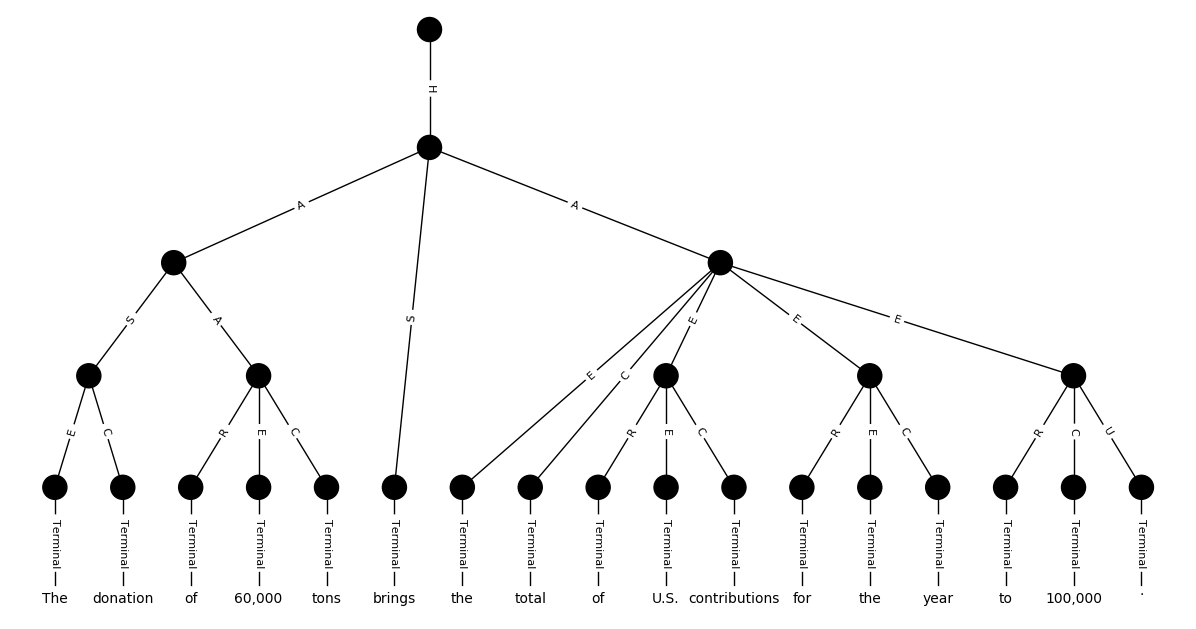 H
A A
S A S E E E
E C
E C R E C R E C R E C R C U
Terminal Terminal Terminal Terminal Terminal Terminal Terminal Terminal Terminal Terminal Terminal Terminal Terminal Terminal Terminal Terminal Terminal
The donation of 60,000 tons brings the total of U.S. contributions for the year to 100,000 .